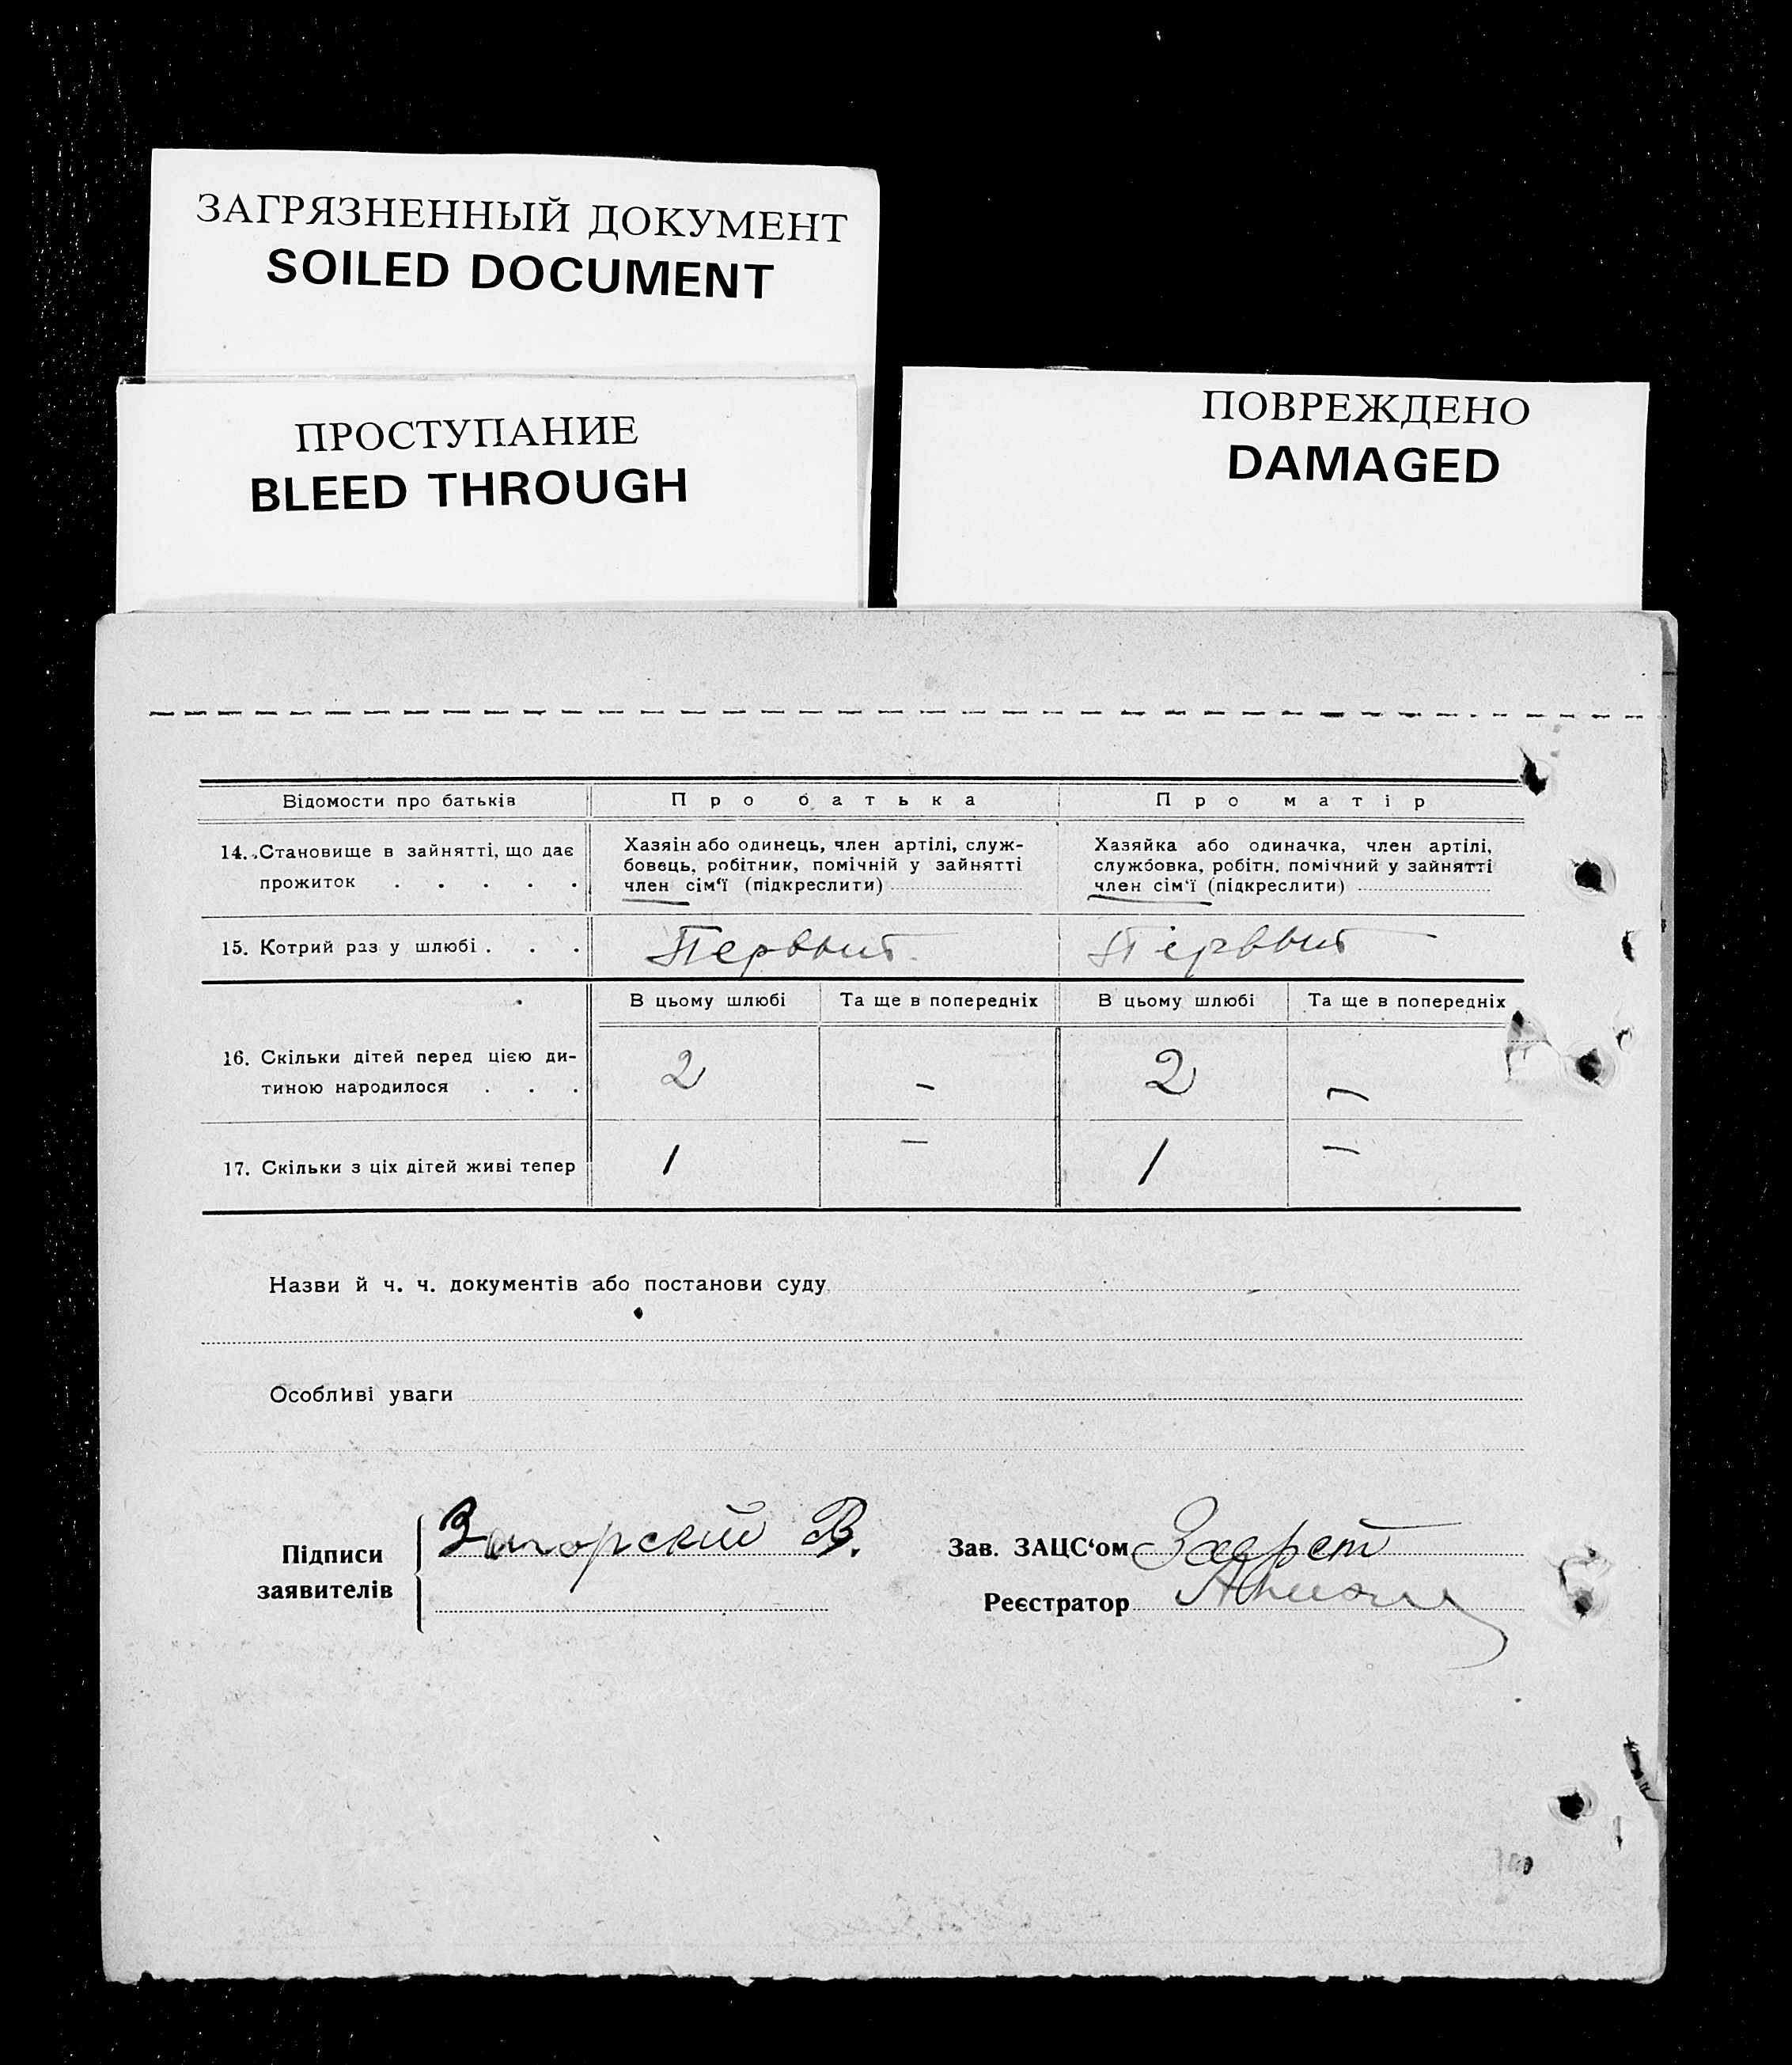 ЗАГРЯЗНЕННЫЙ ДОКУМЕНТ
SOILED DOCUMENT
ПРОСТУПАНИЕ
BLEED THROUGH
ПОВРЕЖДЕНО
DAMAGED
Відомости про батьків Про батька Про матір
14. Становище в зайнятті, що дає
прожиток . . . . .
Хазяін або одинець, член артілі, служ-
бовець, робітник, помічній у зайнятті
член сім‘ї (підкреслити)
Хазяйка або одиначка, член артілі,
службовка, робітн. помічний у зайнятті
член сім‘ї (підкреслити)
15. Котрий раз у шлюбі . . . Первый Первый
В цьому шлюбі Та ще в попередніх В цьому шлюбі Та ще в попередніх
16. Скільки дітей перед цією ди-
тиною народилося . . . 2 – 2 –
17. Скільки з ціх дітей живі тепер 1 – 1 –
Назви й ч. ч. документів або постанови суду
Особливі уваги
Підписи
заявителів
Загорский В.
Зав. ЗАЦС‘ом
Реєстратор